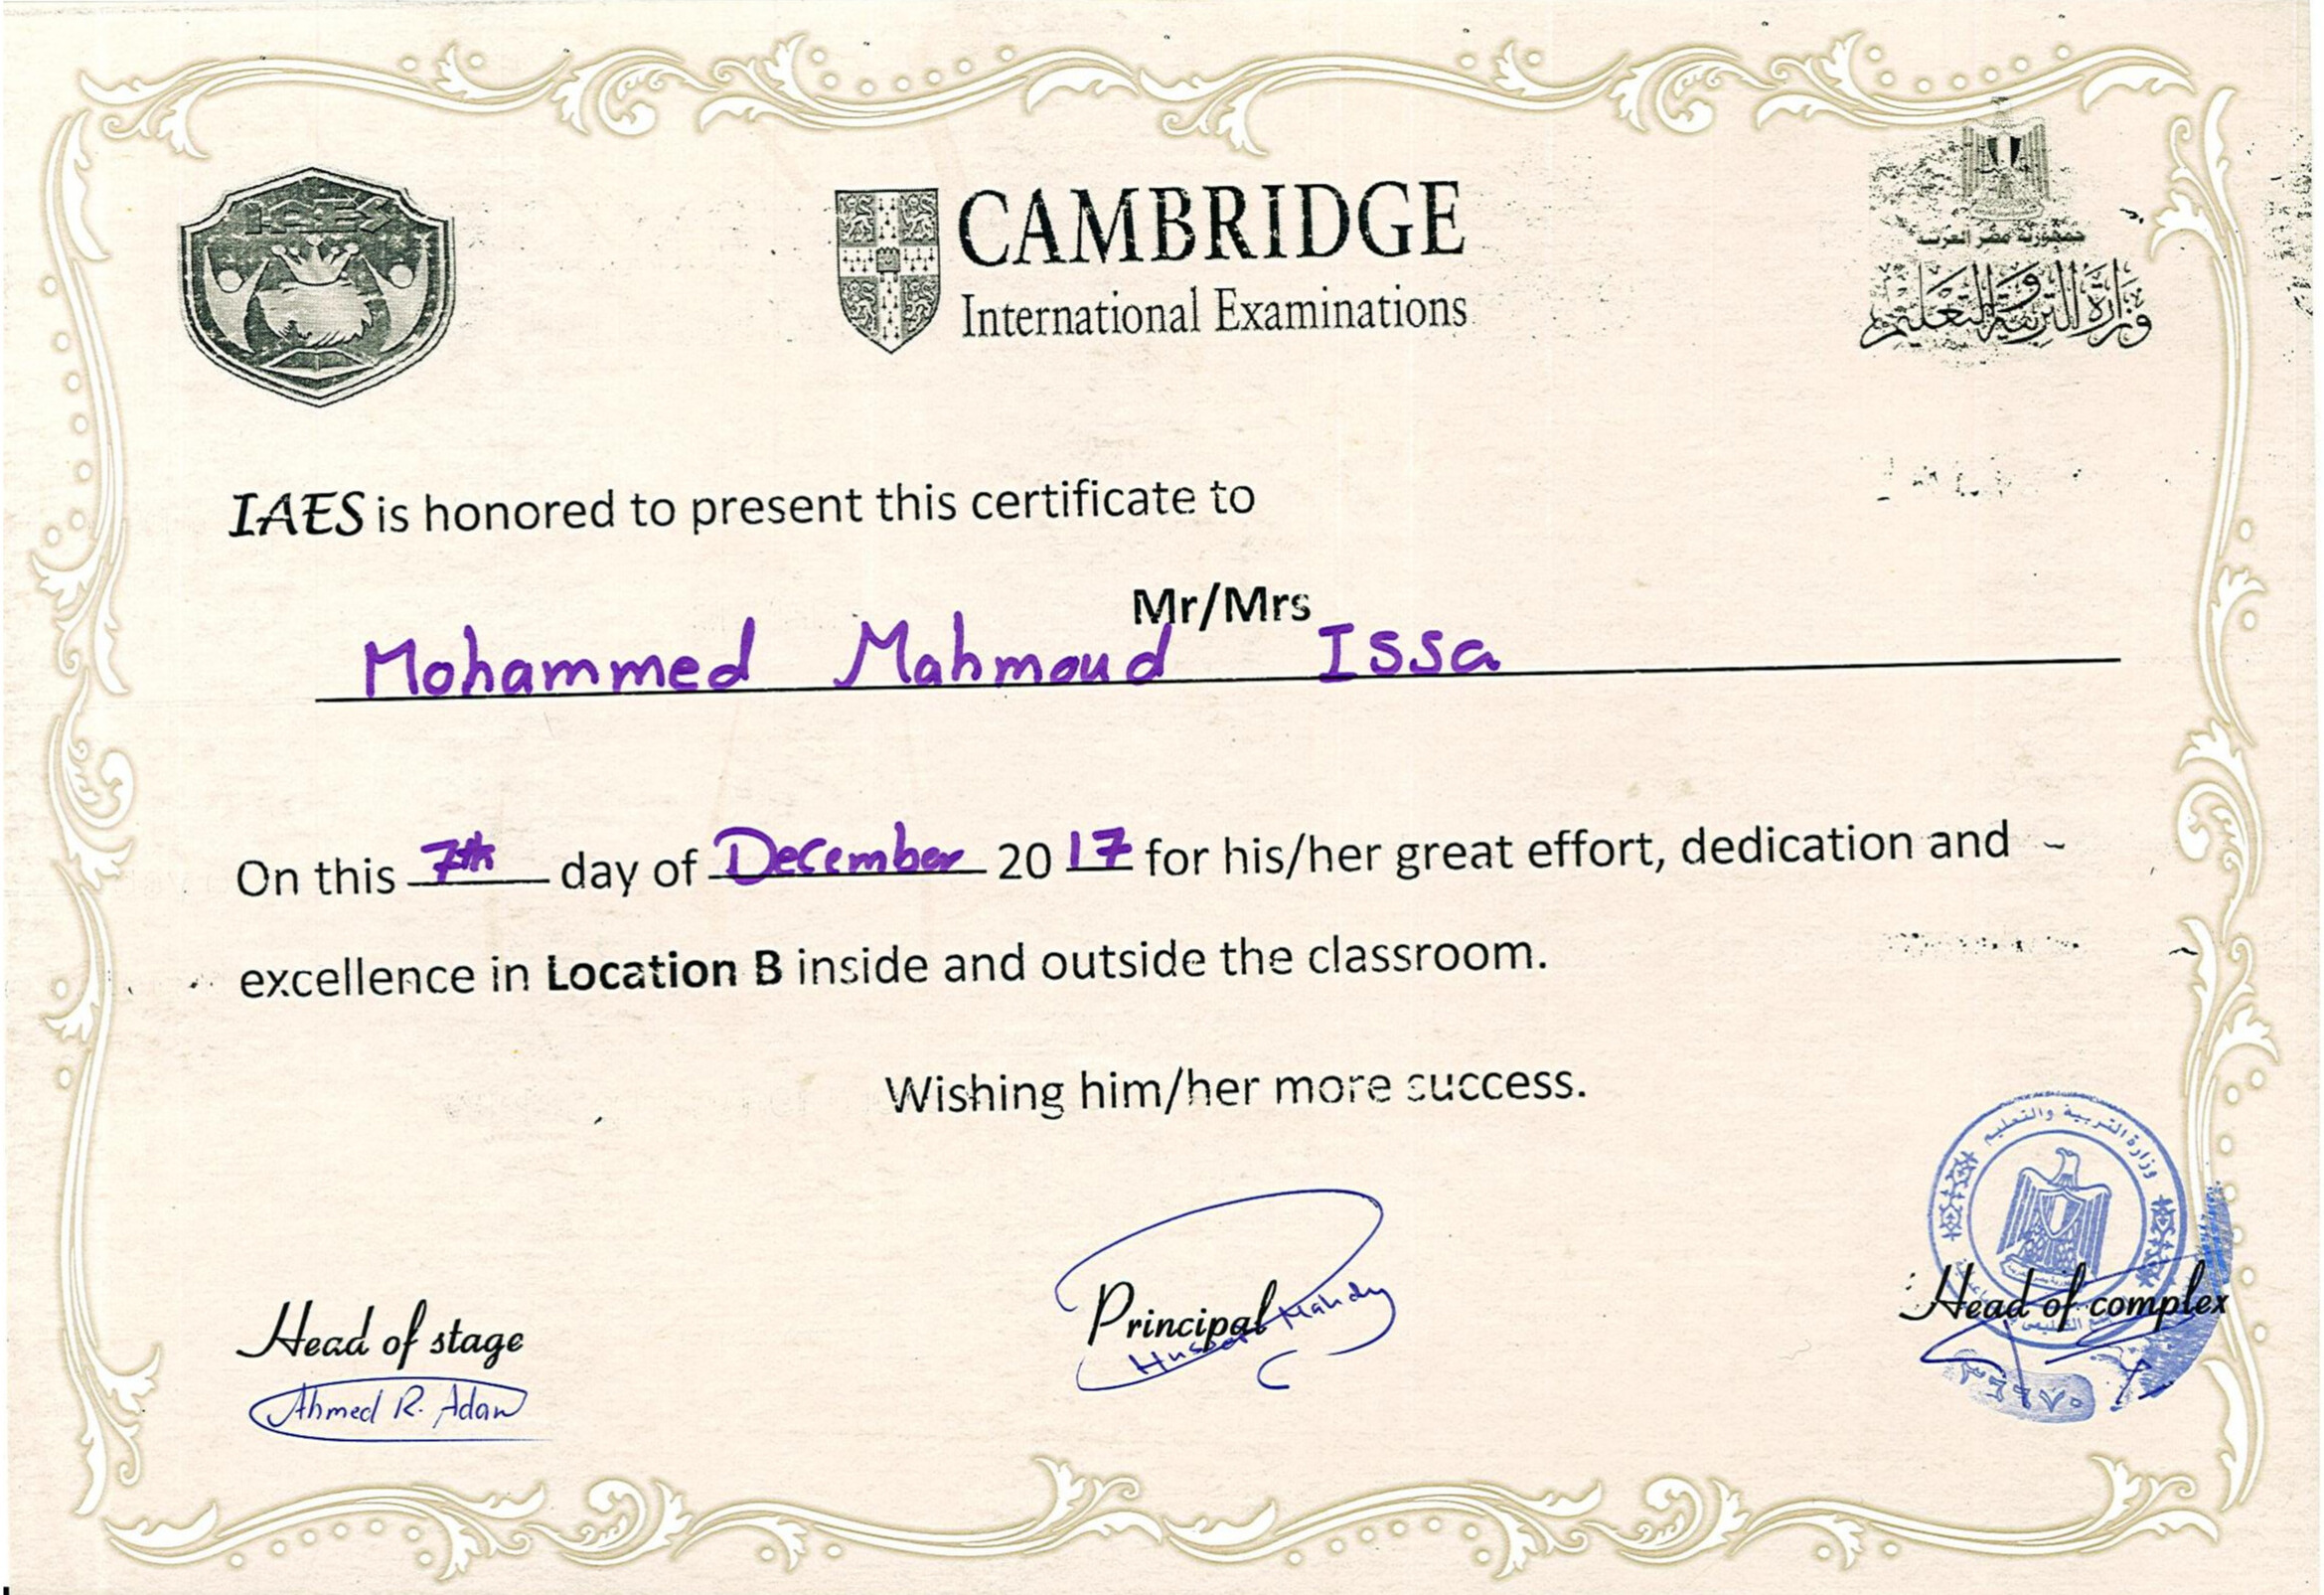 IAES
CAMBRIDGE
International Examinations
جمهورية مصر العربية
وزارة التربية والتعليم
IAES is honored to present this certificate to
Mr/Mrs
Mohammed Mahmoud Issa
On this 7th day of December 20 17 for his/her great effort, dedication and
excellence in Location B inside and outside the classroom.
Wishing him/her more success.
وزارة التربية والتعليم
Head of stage
Principal
Head of complex
Ahmed R. Adam
Mahdy